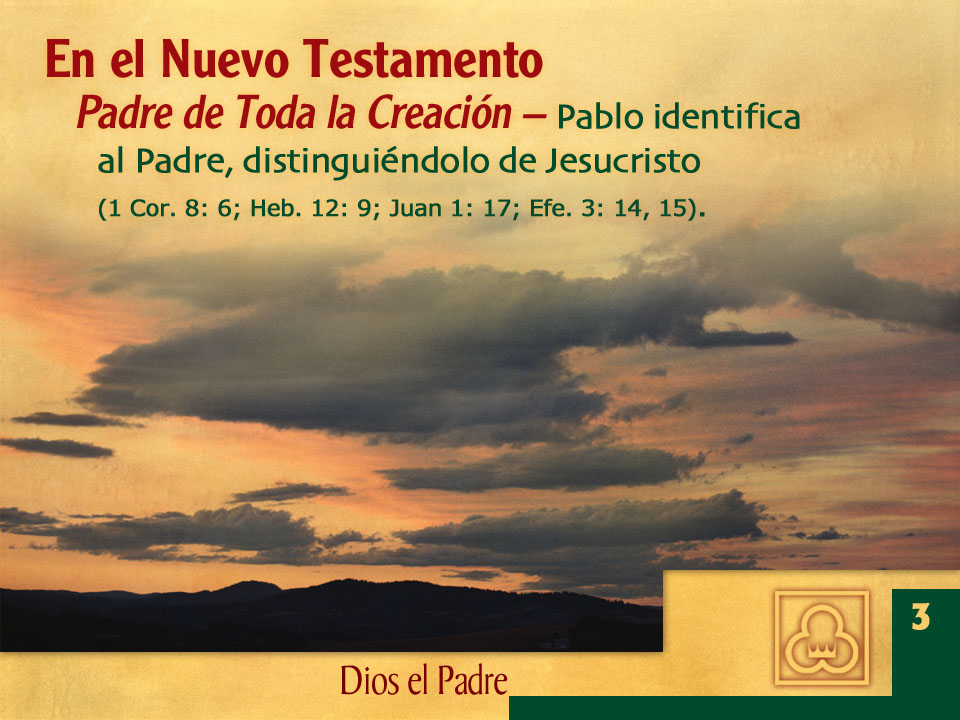 En el Nuevo Testamento
Padre de Toda la Creación – Pablo identifica
al Padre, distinguiéndolo de Jesucristo
(1 Cor. 8: 6; Heb. 12: 9; Juan 1: 17; Efe. 3: 14, 15).
3
Dios el Padre